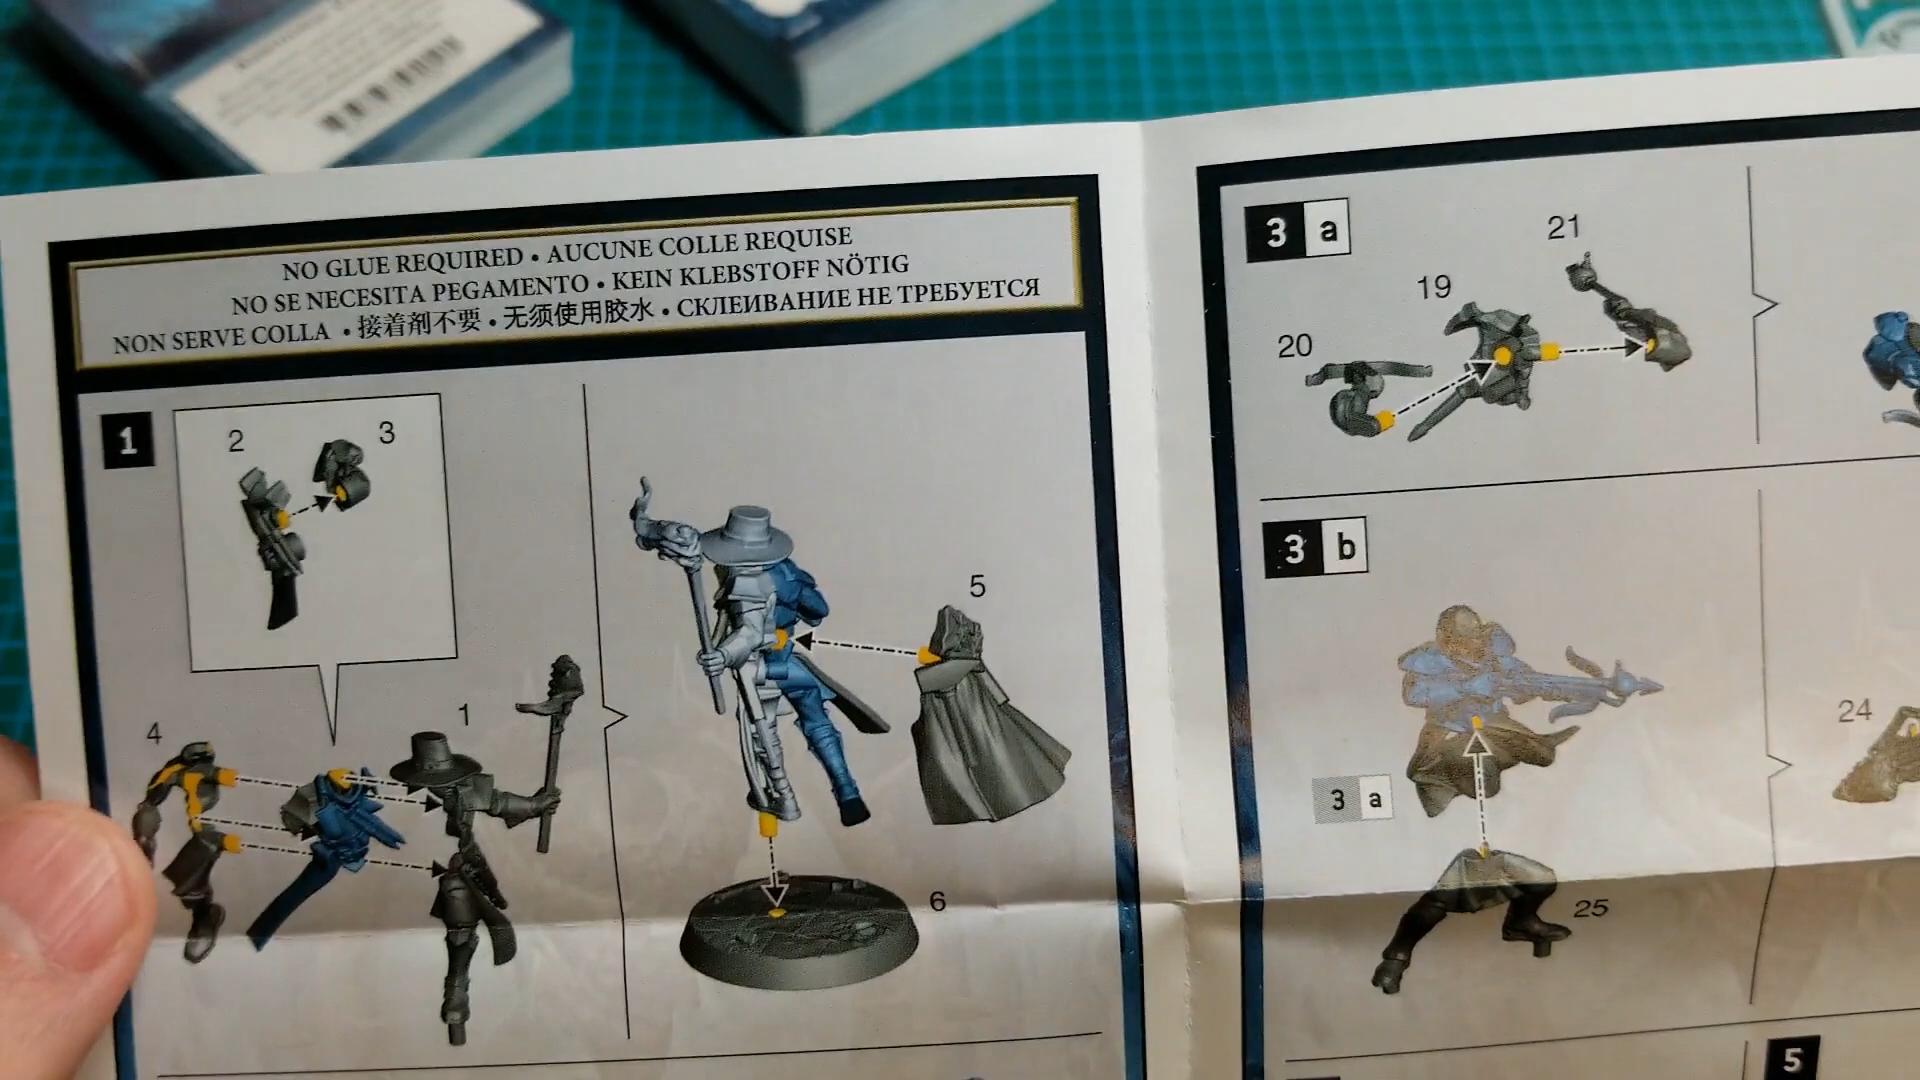 NO GLUE REQUIRED • AUCUNE COLLE REQUISE
NO SE NECESITA PEGAMENTO • KEIN KLEBSTOFF NÖTIG
NON SERVE COLLA • 接着剤不要 • 无须使用胶水 • СКЛЕИВАНИЕ НЕ ТРЕБУЕТСЯ
1
2
3
4
1
5
6
3 a
21
19
20
3 b
3 a
24
25
5